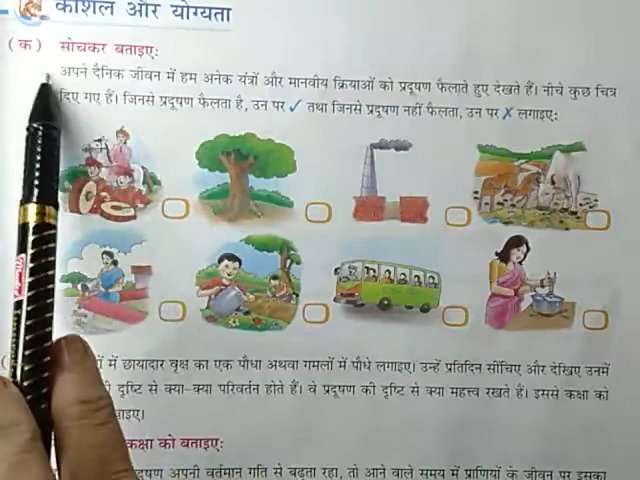 कौशल और योग्यता
(क) सोचकर बताइए:
अपने दैनिक जीवन में हम अनेक यंत्रों और मानवीय क्रियाओं को प्रदूषण फैलाते हुए देखते हैं। नीचे कुछ चित्र
दिए गए हैं। जिनसे प्रदूषण फैलता है, उन पर ✓ तथा जिनसे प्रदूषण नहीं फैलता, उन पर ✗ लगाइए:
में छायादार वृक्ष का एक पौधा अथवा गमलों में पौधे लगाइए। उन्हें प्रतिदिन सींचिए और देखिए उनमें
दृष्टि से क्या-क्या परिवर्तन होते हैं। वे प्रदूषण की दृष्टि से क्या महत्त्व रखते हैं। इससे कक्षा को
कक्षा को बताइए:
अपनी वर्तमान गति से बढ़ता रहा, तो आने वाले समय में प्राणियों के जीवन पर इसका